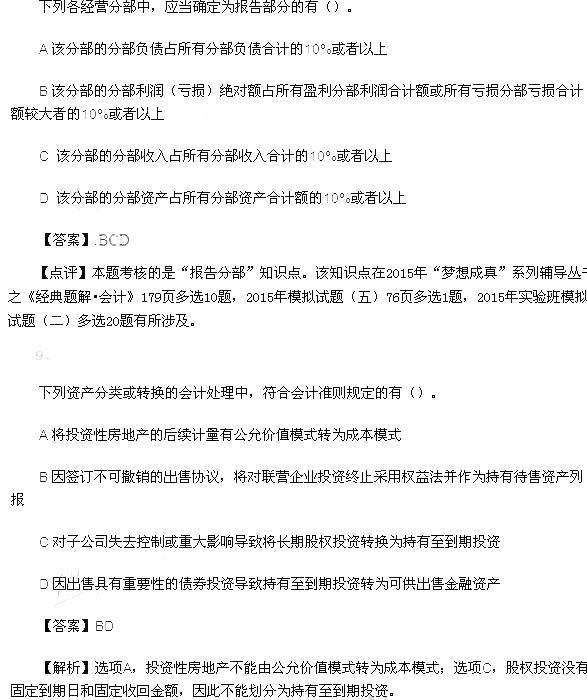 下列各经营分部中，应当确定为报告部分的有（）。
A该分部的分部负债占所有分部负债合计的10%或者以上
B该分部的分部利润（亏损）绝对额占所有盈利分部利润合计额或所有亏损分部亏损合计
额较大者的10%或者以上
C 该分部的分部收入占所有分部收入合计的10%或者以上
D 该分部的分部资产占所有分部资产合计额的10%或者以上
【答案】.BCD
【点评】本题考核的是“报告分部”知识点。该知识点在2015年“梦想成真”系列辅导丛
之《经典题解•会计》179页多选10题，2015年模拟试题（五）76页多选1题，2015年实验班模拟
试题（二）多选20题有所涉及。
9、
下列资产分类或转换的会计处理中，符合会计准则规定的有（）。
A将投资性房地产的后续计量有公允价值模式转为成本模式
B因签订不可撤销的出售协议，将对联营企业投资终止采用权益法并作为持有待售资产列
报
C对子公司失去控制或重大影响导致将长期股权投资转换为持有至到期投资
D因出售具有重要性的债券投资导致持有至到期投资转为可供出售金融资产
【答案】BD
【解析】选项A，投资性房地产不能由公允价值模式转为成本模式；选项C，股权投资没有
固定到期日和固定收回金额，因此不能划分为持有至到期投资。